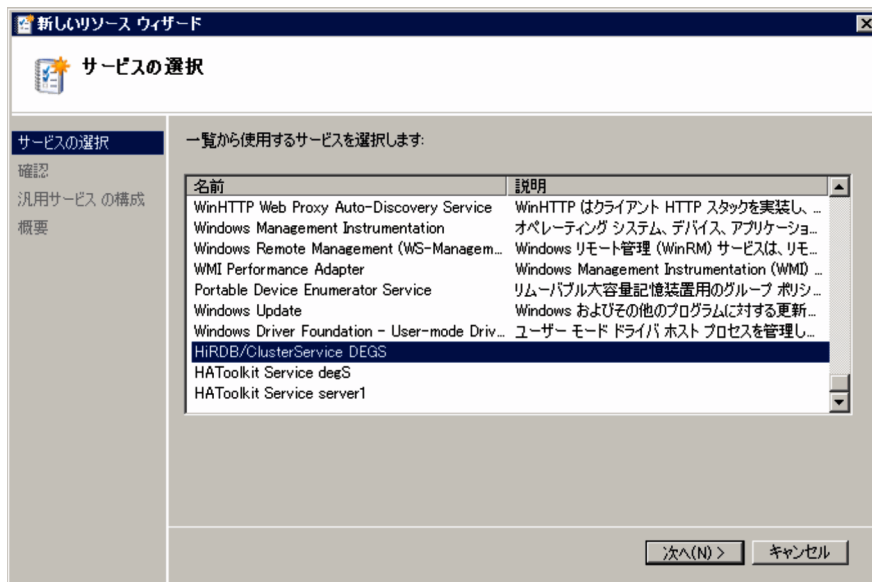 新しいリソース ウィザード
サービスの選択
サービスの選択
確認
汎用サービス の構成
概要
一覧から使用するサービスを選択します:
名前 説明
WinHTTP Web Proxy Auto-Discovery Service WinHTTP はクライアント HTTP スタックを実装し、...
Windows Management Instrumentation オペレーティング システム、デバイス、アプリケーショ...
Windows Remote Management (WS-Managem... Windows リモート管理 (WinRM) サービスは、リモ...
WMI Performance Adapter Windows Management Instrumentation (WMI) ...
Portable Device Enumerator Service リムーバブル大容量記憶装置用のグループ ポリシ...
Windows Update Windows およびその他のプログラムに対する更新...
Windows Driver Foundation - User-mode Driv... ユーザー モード ドライバ ホスト プロセスを管理し...
HiRDB/ClusterService DEGS
HAToolkit Service degS
HAToolkit Service server1
次へ(N) >
キャンセル